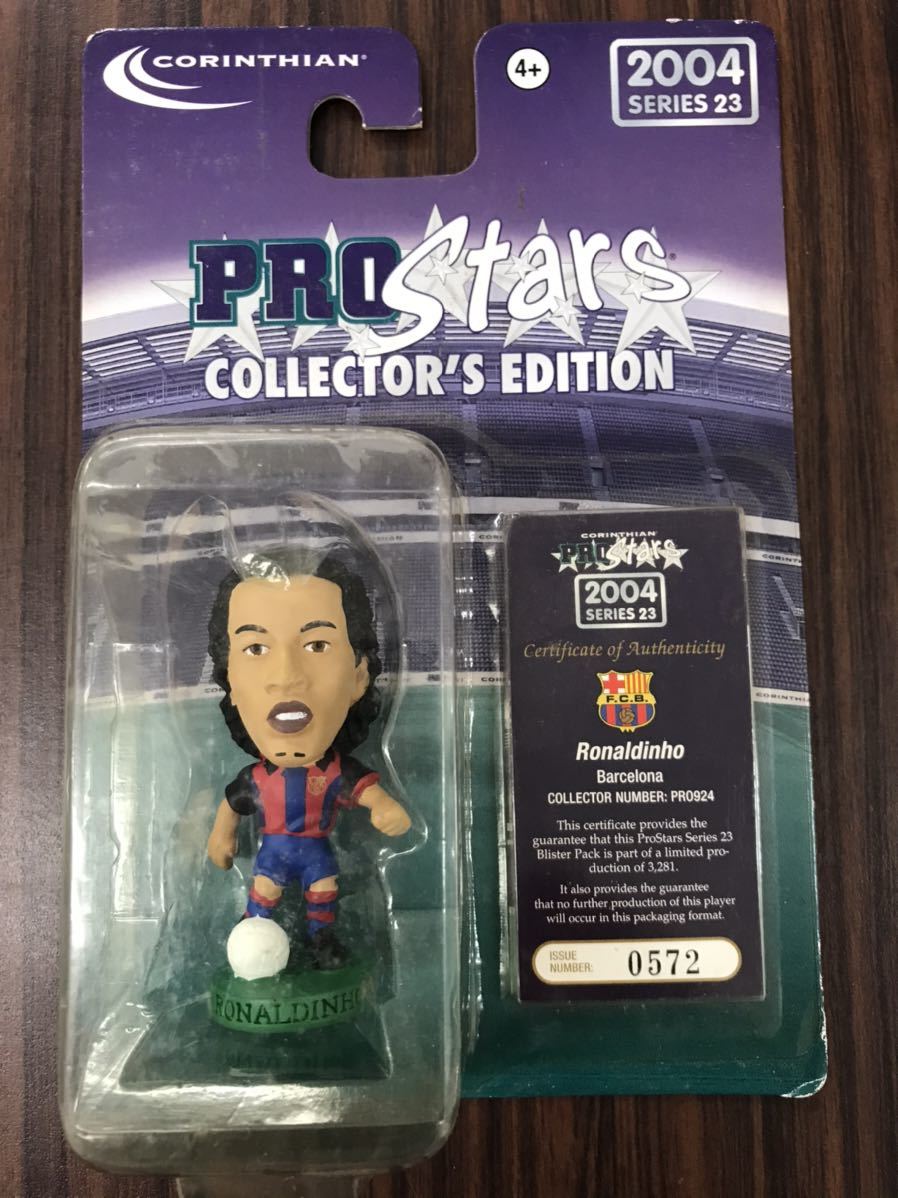 CORINTHIAN®
4+
2004
SERIES 23
PROStars®
COLLECTOR'S EDITION
CORINTHIAN
PROStars
2004
SERIES 23
Certificate of Authenticity
F.C.B.
Ronaldinho
Barcelona
COLLECTOR NUMBER: PRO924
This certificate provides the
guarantee that this ProStars Series 23
Blister Pack is part of a limited pro-
duction of 3,281.
It also provides the guarantee
that no further production of this player
will occur in this packaging format.
ISSUE
NUMBER: 0572
RONALDINHO